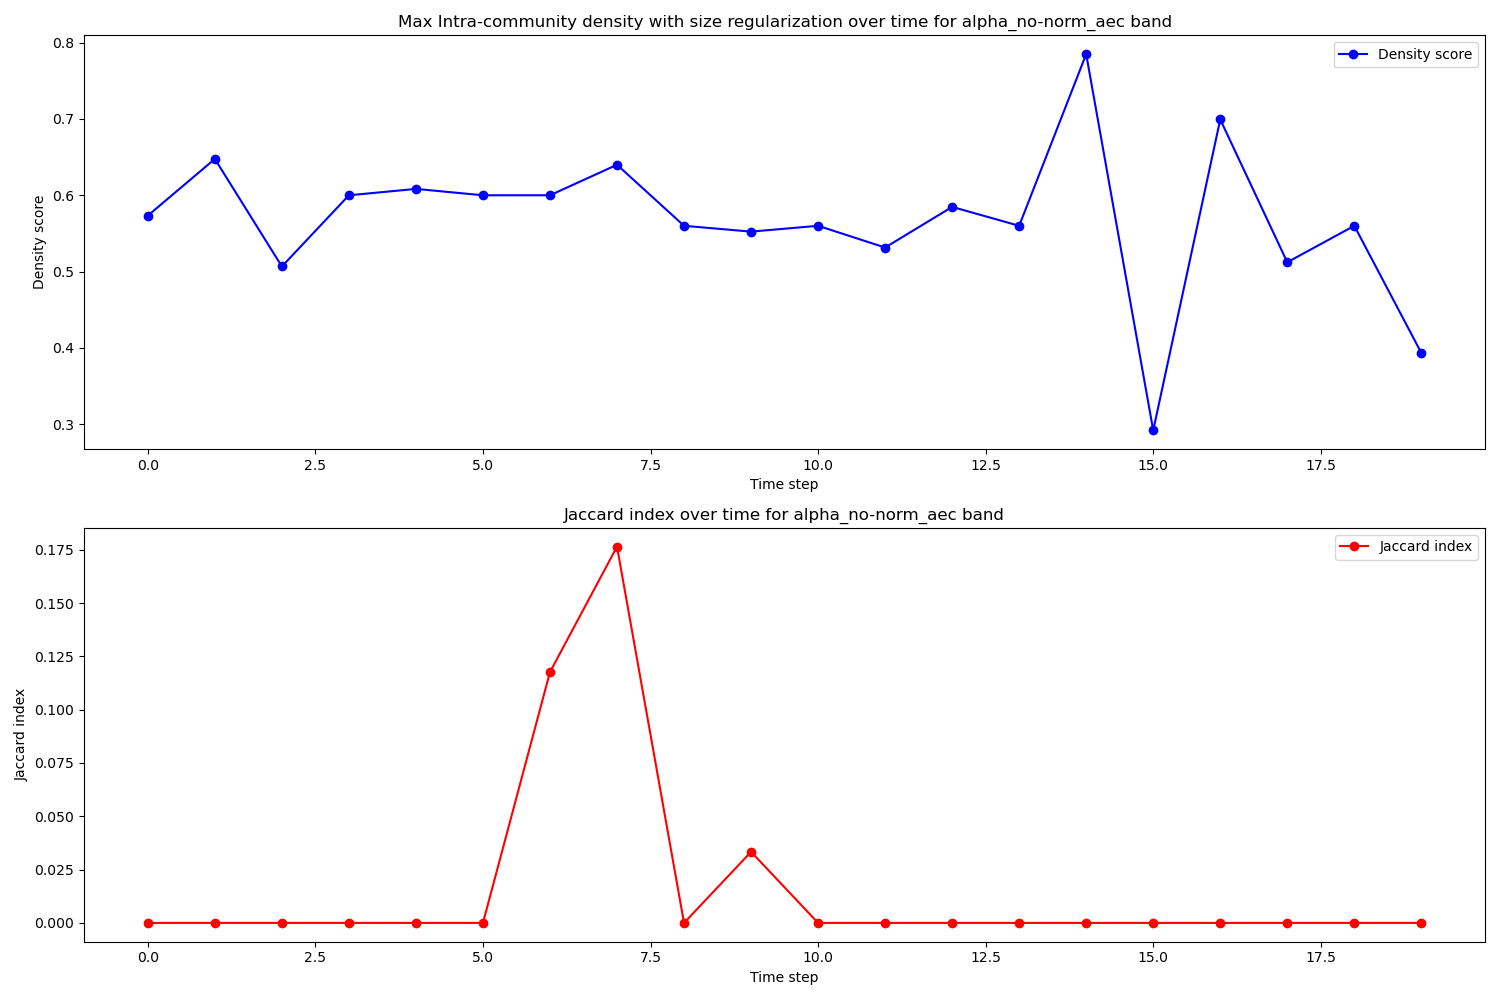 Max Intra-community density with size regularization over time for alpha_no-norm_aec band
Density score
0.8
0.7
0.6
0.5
0.4
0.3
Density score
0.0 2.5 5.0 7.5 10.0 12.5 15.0 17.5
Time step
Jaccard index over time for alpha_no-norm_aec band
Jaccard index
0.175
0.150
0.125
0.100
0.075
0.050
0.025
0.000
Jaccard index
0.0 2.5 5.0 7.5 10.0 12.5 15.0 17.5
Time step